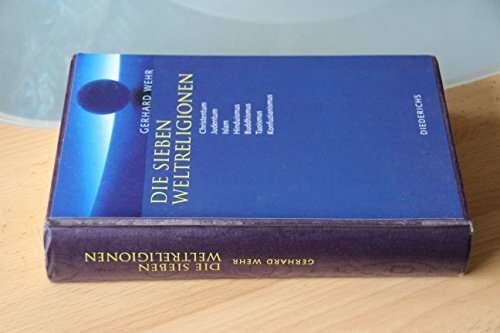 GERHARD WEHR
DIE SIEBEN
WELTRELIGIONEN
Christentum
Judentum
Islam
Hinduismus
Buddhismus
Taoismus
Konfuzianismus
DIEDERICHS
DIE SIEBEN
WELTRELIGIONEN
GERHARD WEHR